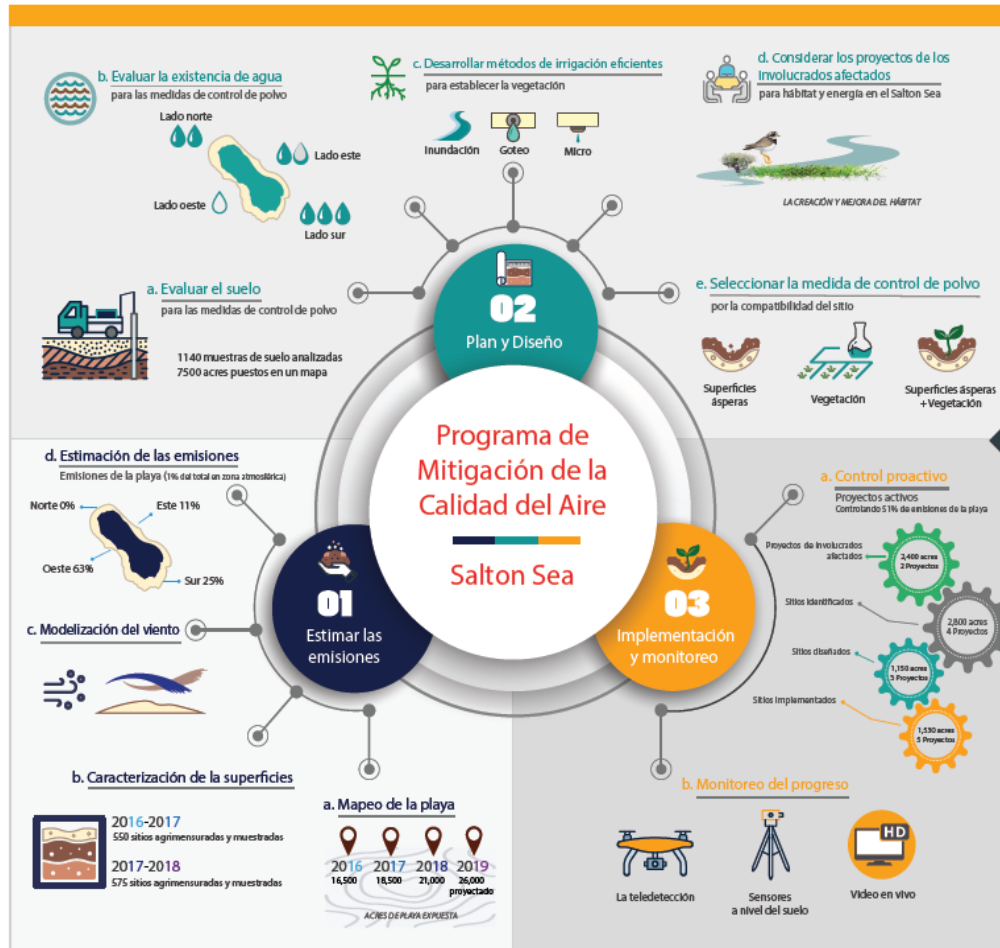 b. Evaluar la existencia de agua
para las medidas de control de polvo
Lado norte
Lado este
Lado oeste
Lado sur
c. Desarrollar métodos de irrigación eficientes
para establecer la vegetación
Inundación
Goteo
Micro
d. Considerar los proyectos de los
involucrados afectados
para hábitat y energía en el Salton Sea
LA CREACIÓN Y MEJORA DEL HÁBITAT
a. Evaluar el suelo
para las medidas de control de polvo
1140 muestras de suelo analizadas
7500 acres puestos en un mapa
02
Plan y Diseño
e. Seleccionar la medida de control de polvo
por la compatibilidad del sitio
Superficies
ásperas
Vegetación
Superficies ásperas
+Vegetación
Programa de
Mitigación de la
Calidad del Aire
Salton Sea
d. Estimación de las emisiones
Emisiones de la playa (1% del total en zona atmosférica)
Norte 0%
Este 11%
Oeste 63%
Sur 25%
c. Modelización del viento
01
Estimar las
emisiones
b. Caracterización de la superficies
2016-2017
550 sitios agrimensuradas y muestradas
2017-2018
575 sitios agrimensuradas y muestradas
a. Mapeo de la playa
2016
2017
2018
2019
16,500
18,500
21,000
26,000
proyectado
ACRES DE PLAYA EXPUESTA
03
Implementación
y monitoreo
a. Control proactivo
Proyectos activos
Controlando 51% de emisiones de la playa
Proyectos de involucrados
afectados
2,400 acres
2 Proyectos
Sitios identificados
2,800 acres
4 Proyectos
Sitios diseñados
1,150 acres
Proyectos
Sitios implementados
1,530 acres
5 Proyectos
b. Monitoreo del progreso
La teledetección
Sensores
a nivel del suelo
HD
Video en vivo